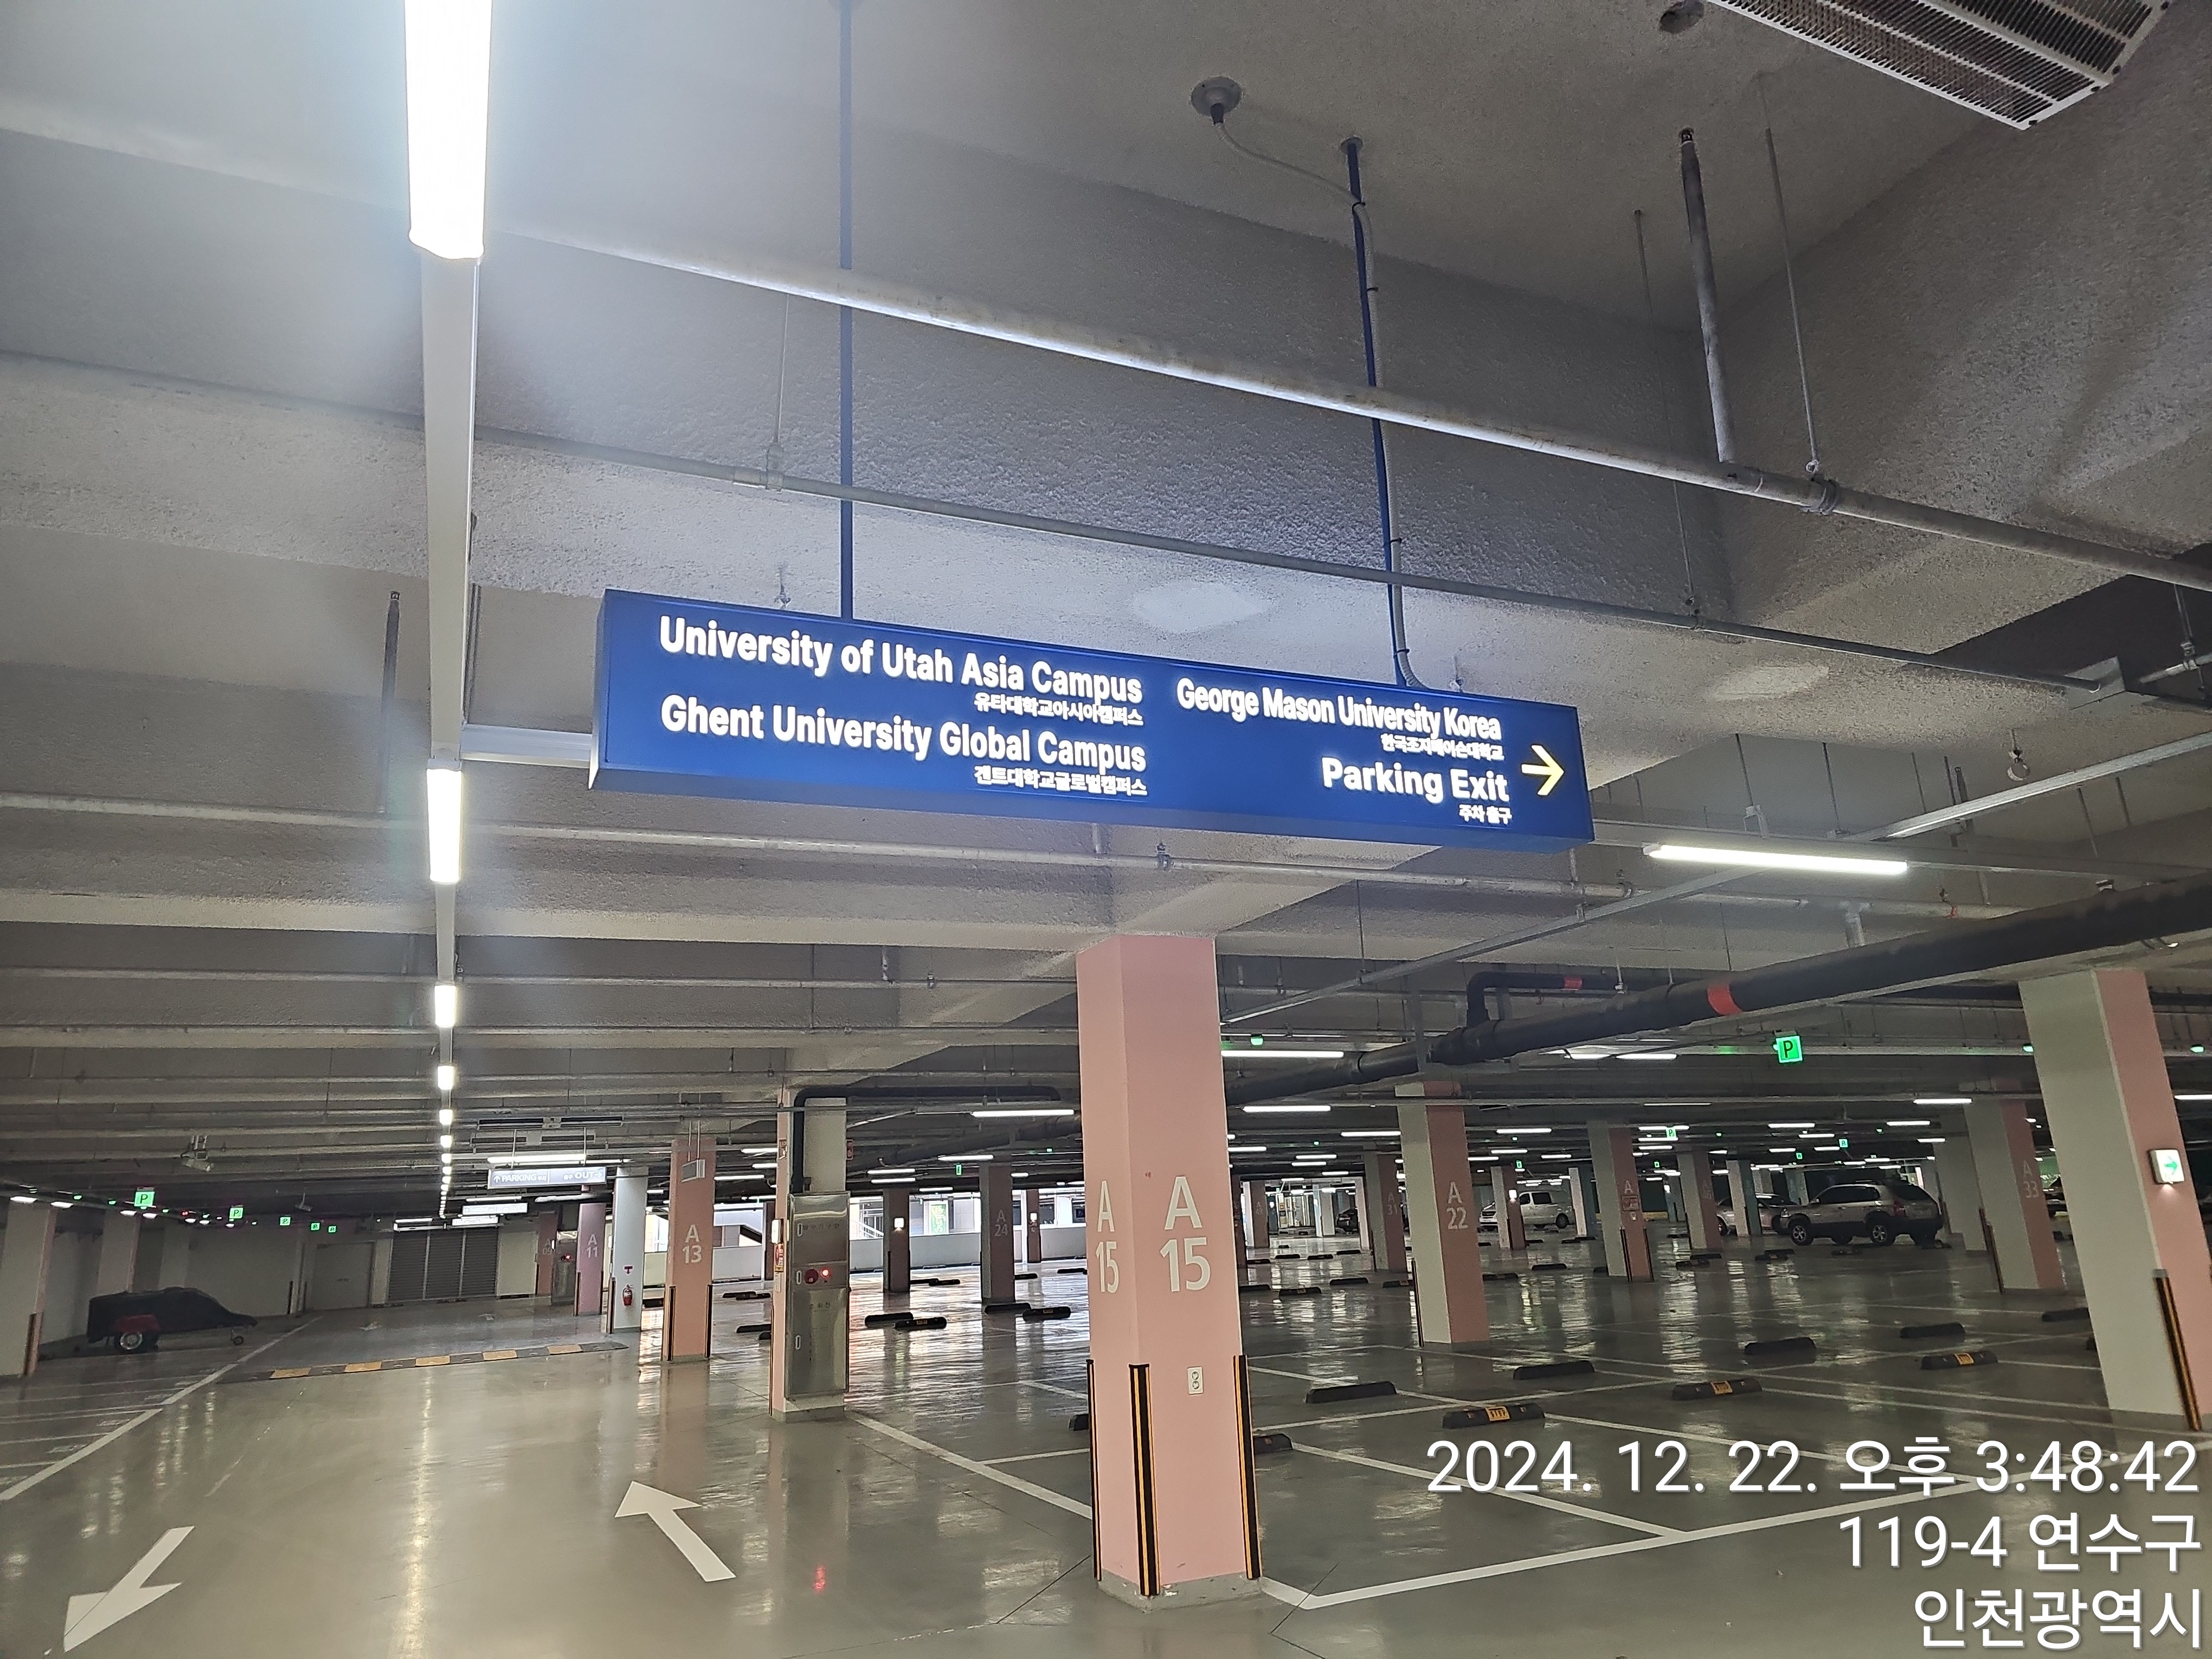 University of Utah Asia Campus
유타대학교아시아캠퍼스
Ghent University Global Campus
겐트대학교글로벌캠퍼스
George Mason University Korea
한국조지메이슨대학교
Parking Exit
주차 출구
P
P
P
A
11
A
13
A
15
A
15
A
24
A
22
A
31
A
33
2024. 12. 22. 오후 3:48:42
119-4 연수구
인천광역시